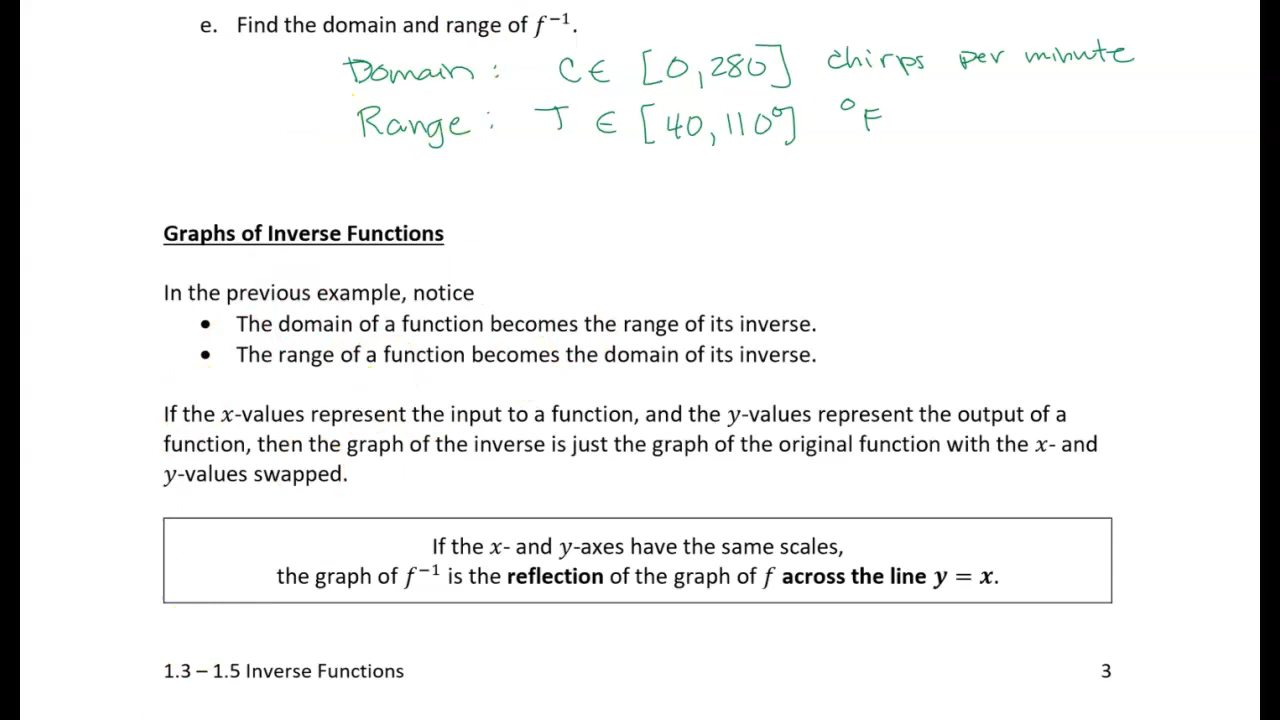 e. Find the domain and range of f⁻¹.
Domain: C ∈ [0, 280] chirps per minute
Range: T ∈ [40, 110°] °F
Graphs of Inverse Functions
In the previous example, notice
• The domain of a function becomes the range of its inverse.
• The range of a function becomes the domain of its inverse.
If the x-values represent the input to a function, and the y-values represent the output of a
function, then the graph of the inverse is just the graph of the original function with the x- and
y-values swapped.
If the x- and y-axes have the same scales,
the graph of f⁻¹ is the reflection of the graph of f across the line y = x.
1.3 – 1.5 Inverse Functions 3